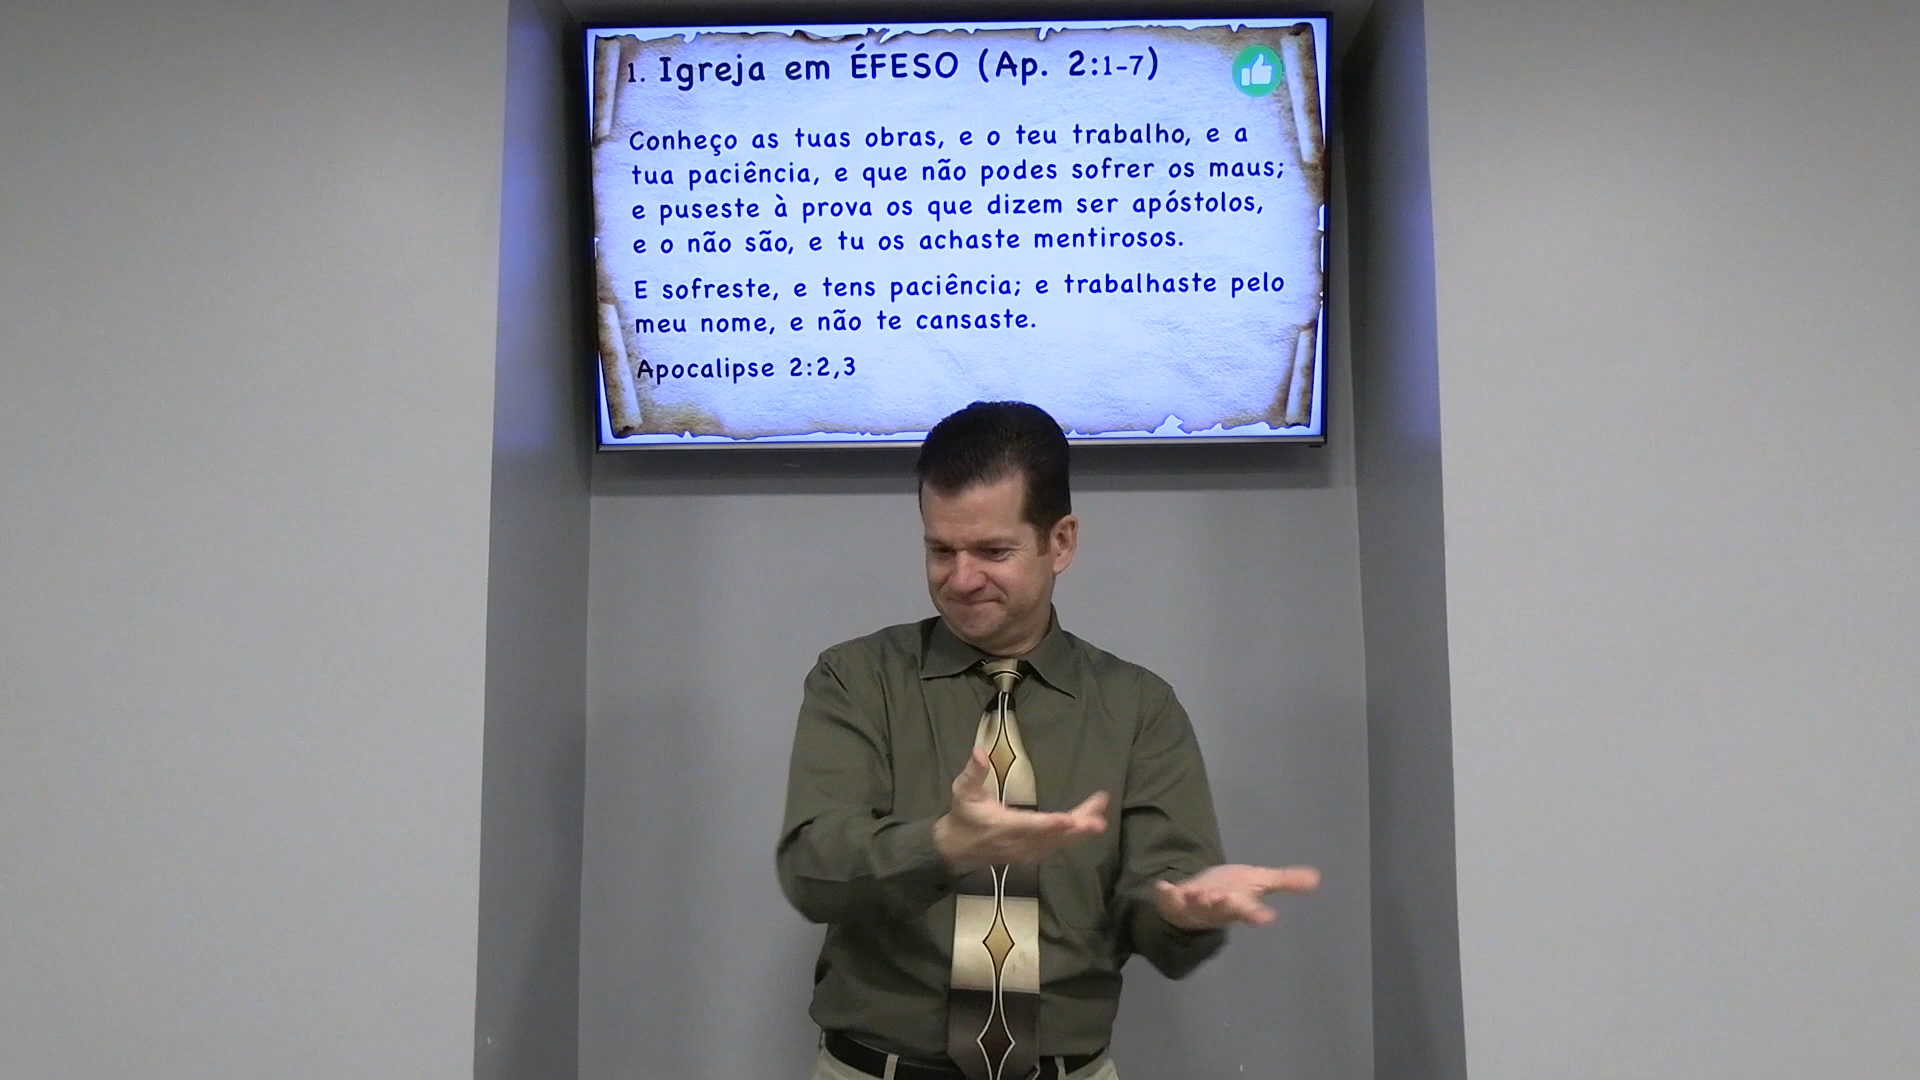 1. Igreja em ÉFESO (Ap. 2:1-7)
Conheço as tuas obras, e o teu trabalho, e a
tua paciência, e que não podes sofrer os maus;
e puseste à prova os que dizem ser apóstolos,
e o não são, e tu os achaste mentirosos.
E sofreste, e tens paciência; e trabalhaste pelo
meu nome, e não te cansaste.
Apocalipse 2:2,3